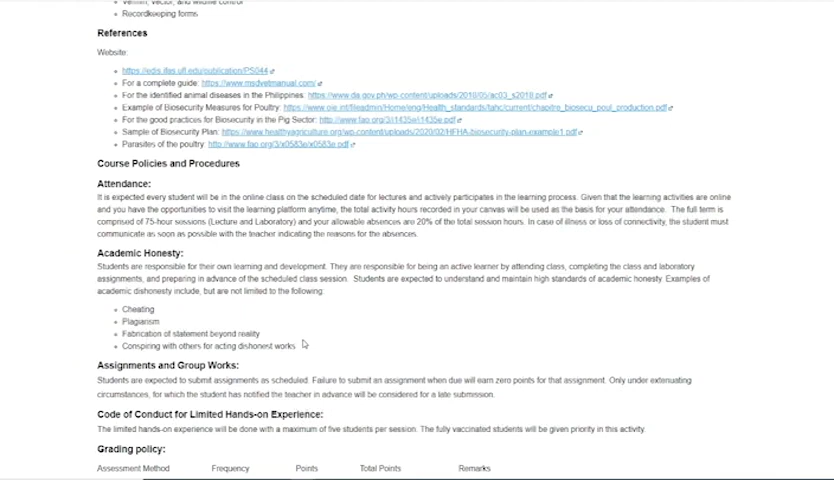 Vermin, vector, and wildlife control
Recordkeeping forms
References
Website:
https://edis.ifas.ufl.edu/publication/PS044
For a complete guide: https://www.msdvetmanual.com/
For the identified animal diseases in the Philippines: https://www.da.gov.ph/wp-content/uploads/2018/05/ac03_s2018.pdf
Example of Biosecurity Measures for Poultry: https://www.oie.int/fileadmin/Home/eng/Health_standards/tahc/current/chapitre_biosecu_poul_production.pdf
For the good practices for Biosecurity in the Pig Sector: http://www.fao.org/3/i1435e/i1435e.pdf
Sample of Biosecurity Plan: https://www.healthyagriculture.org/wp-content/uploads/2020/02/HFHA-biosecurity-plan-example1.pdf
Parasites of the poultry: http://www.fao.org/3/x0583e/x0583e.pdf
Course Policies and Procedures
Attendance:
It is expected every student will be in the online class on the scheduled date for lectures and actively participates in the learning process. Given that the learning activities are online
and you have the opportunities to visit the learning platform anytime, the total activity hours recorded in your canvas will be used as the basis for your attendance. The full term is
comprised of 75-hour sessions (Lecture and Laboratory) and your allowable absences are 20% of the total session hours. In case of illness or loss of connectivity, the student must
communicate as soon as possible with the teacher indicating the reasons for the absences.
Academic Honesty:
Students are responsible for their own learning and development. They are responsible for being an active learner by attending class, completing the class and laboratory
assignments, and preparing in advance of the scheduled class session. Students are expected to understand and maintain high standards of academic honesty. Examples of
academic dishonesty include, but are not limited to the following:
Cheating
Plagiarism
Fabrication of statement beyond reality
Conspiring with others for acting dishonest works
Assignments and Group Works:
Students are expected to submit assignments as scheduled. Failure to submit an assignment when due will earn zero points for that assignment. Only under extenuating
circumstances, for which the student has notified the teacher in advance will be considered for a late submission.
Code of Conduct for Limited Hands-on Experience:
The limited hands-on experience will be done with a maximum of five students per session. The fully vaccinated students will be given priority in this activity.
Grading policy:
Assessment Method Frequency Points Total Points Remarks